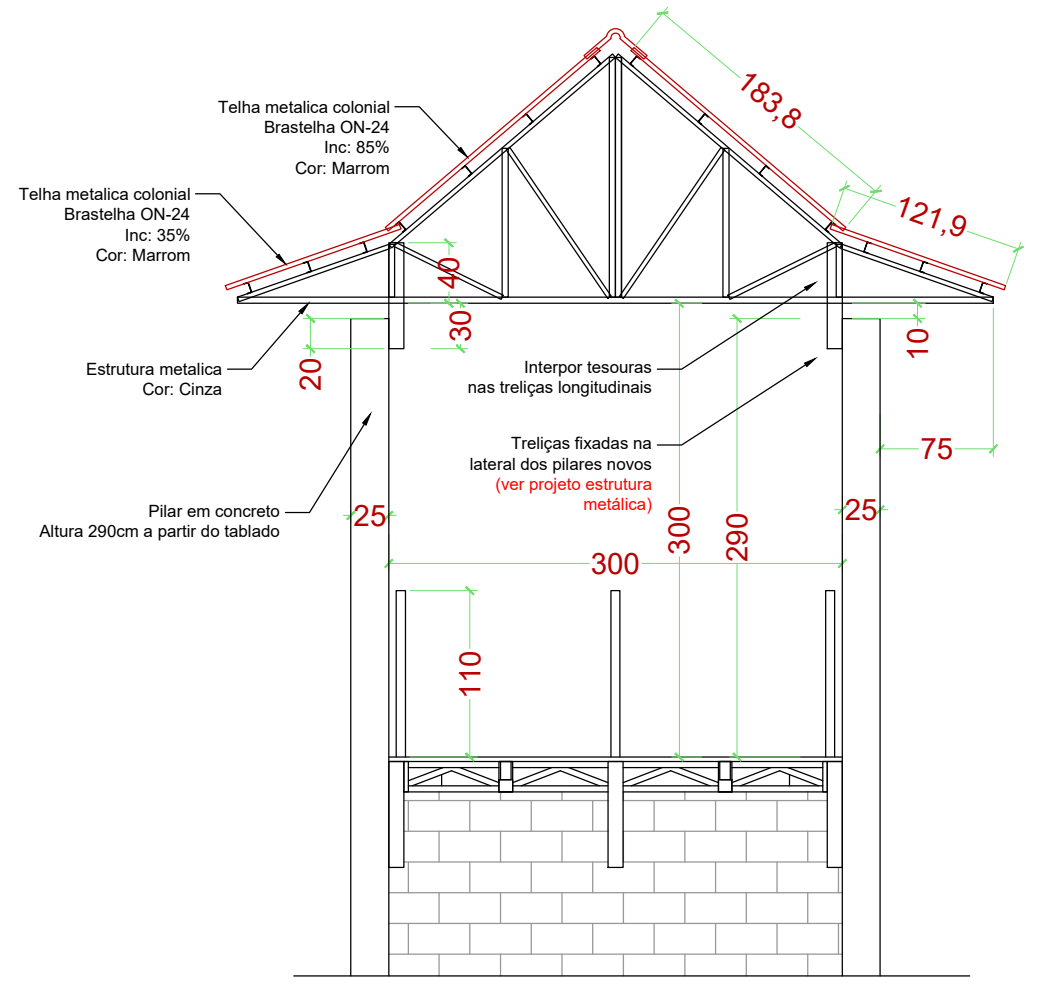 183,8
Telha metalica colonial
Brastelha ON-24
Inc: 85%
Cor: Marrom
Telha metalica colonial
Brastelha ON-24
Inc: 35%
Cor: Marrom
121,9
40
30
20
10
Estrutura metalica
Cor: Cinza
Interpor tesouras
nas treliças longitudinais
Treliças fixadas na
lateral dos pilares novos
(ver projeto estrutura
metálica)
75
Pilar em concreto
Altura 290cm a partir do tablado
25
25
300
290
300
110